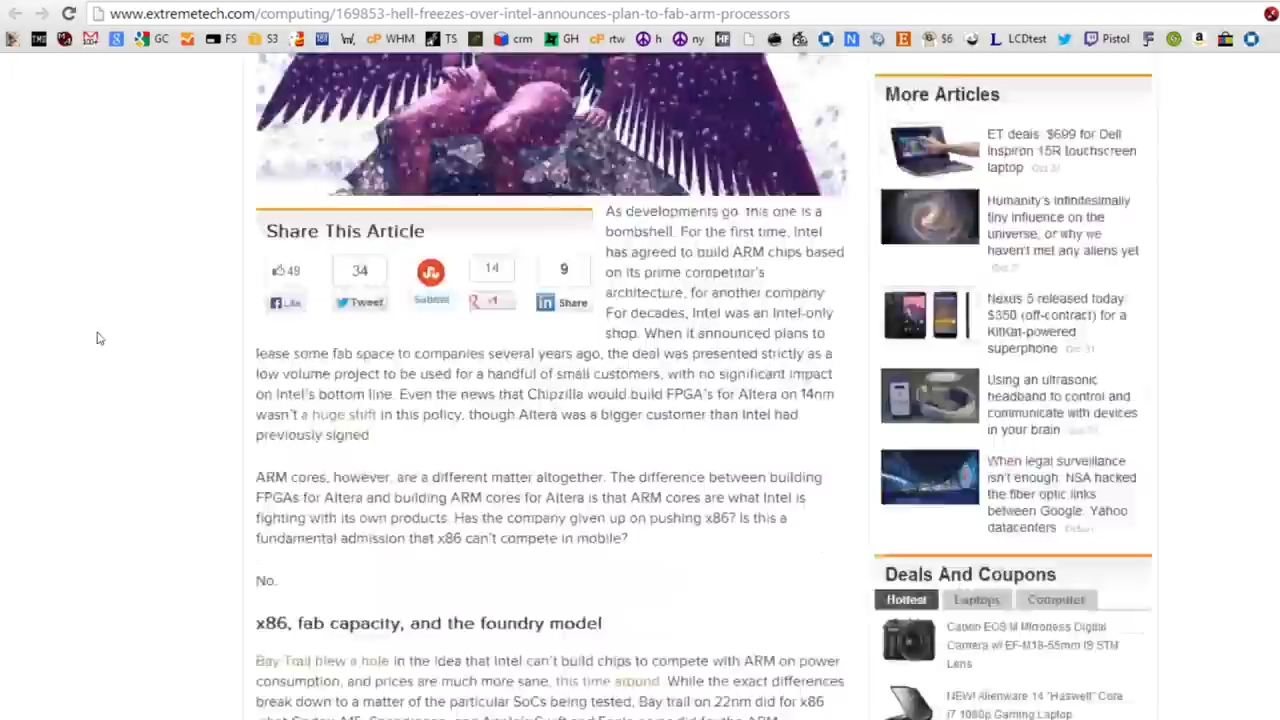 www.extremetech.com/computing/169853-hell-freezes-over-intel-announces-plan-to-fab-arm-processors
GC FS S3 WHM TS crm GH rtw h ny S6 LCDtest Pistol
Share This Article
49 34 14 9
Like Tweet Submit +1 Share
As developments go, this one is a
bombshell. For the first time, Intel
has agreed to build ARM chips based
on its prime competitor's
architecture, for another company
For decades, Intel was an Intel-only
shop. When it announced plans to
lease some fab space to companies several years ago, the deal was presented strictly as a
low volume project to be used for a handful of small customers, with no significant impact
on Intel's bottom line. Even the news that Chipzilla would build FPGA's for Altera on 14nm
wasn't a huge shift in this policy, though Altera was a bigger customer than Intel had
previously signed
ARM cores, however, are a different matter altogether. The difference between building
FPGAs for Altera and building ARM cores for Altera is that ARM cores are what Intel is
fighting with its own products. Has the company given up on pushing x86? Is this a
fundamental admission that x86 can't compete in mobile?
No.
x86, fab capacity, and the foundry model
Bay Trail blew a hole in the idea that Intel can't build chips to compete with ARM on power
consumption, and prices are much more sane, this time around. While the exact differences
break down to a matter of the particular SoCs being tested, Bay trail on 22nm did for x86
More Articles
ET deals: $699 for Dell
Inspiron 15R touchscreen
laptop Oct 31
Humanity's infinitesimally
tiny influence on the
universe, or why we
haven't met any aliens yet
Nexus 5 released today:
$350 (off-contract) for a
KitKat-powered
superphone Oct 31
Using an ultrasonic
headband to control and
communicate with devices
in your brain
When legal surveillance
isn't enough: NSA hacked
the fiber optic links
between Google, Yahoo
datacenters
Deals And Coupons
Hottest Laptops Computer
Canon EOS M Mirrorless Digital
Camera w/ EF-M18-55mm IS STM
Lens
NEW! Alienware 14 "Haswell" Core
i7 1080p Gaming Laptop